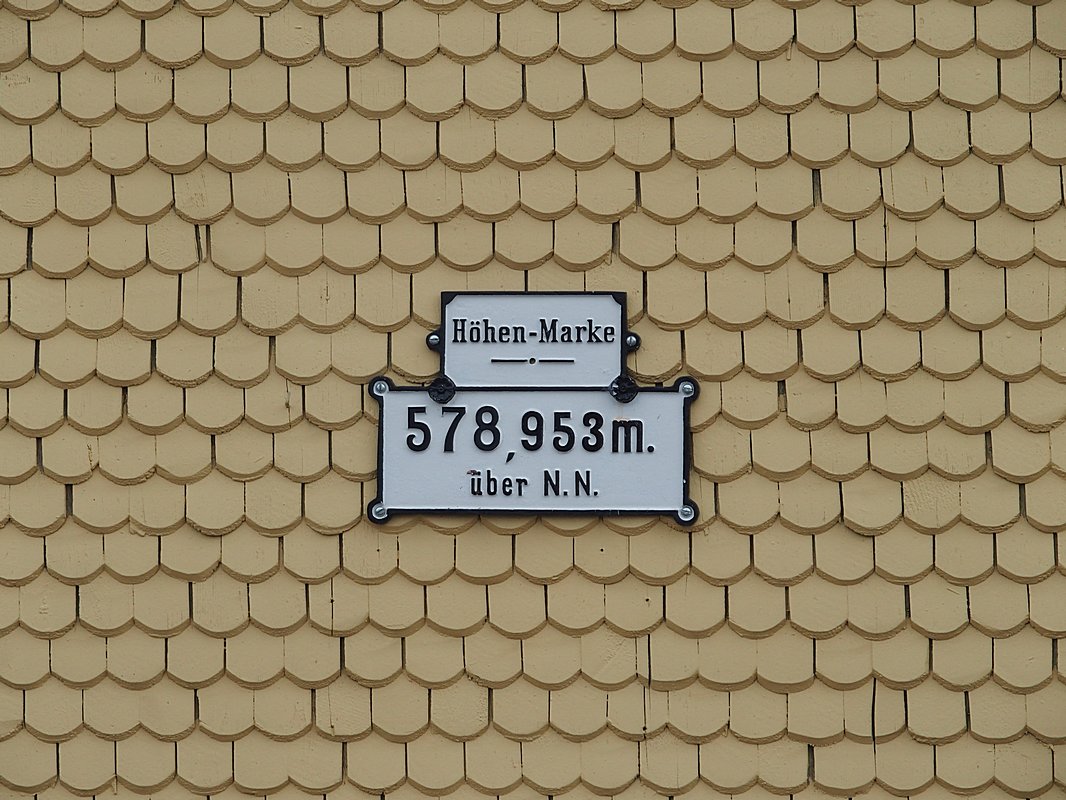 Höhen-Marke
578,953m.
über N.N.